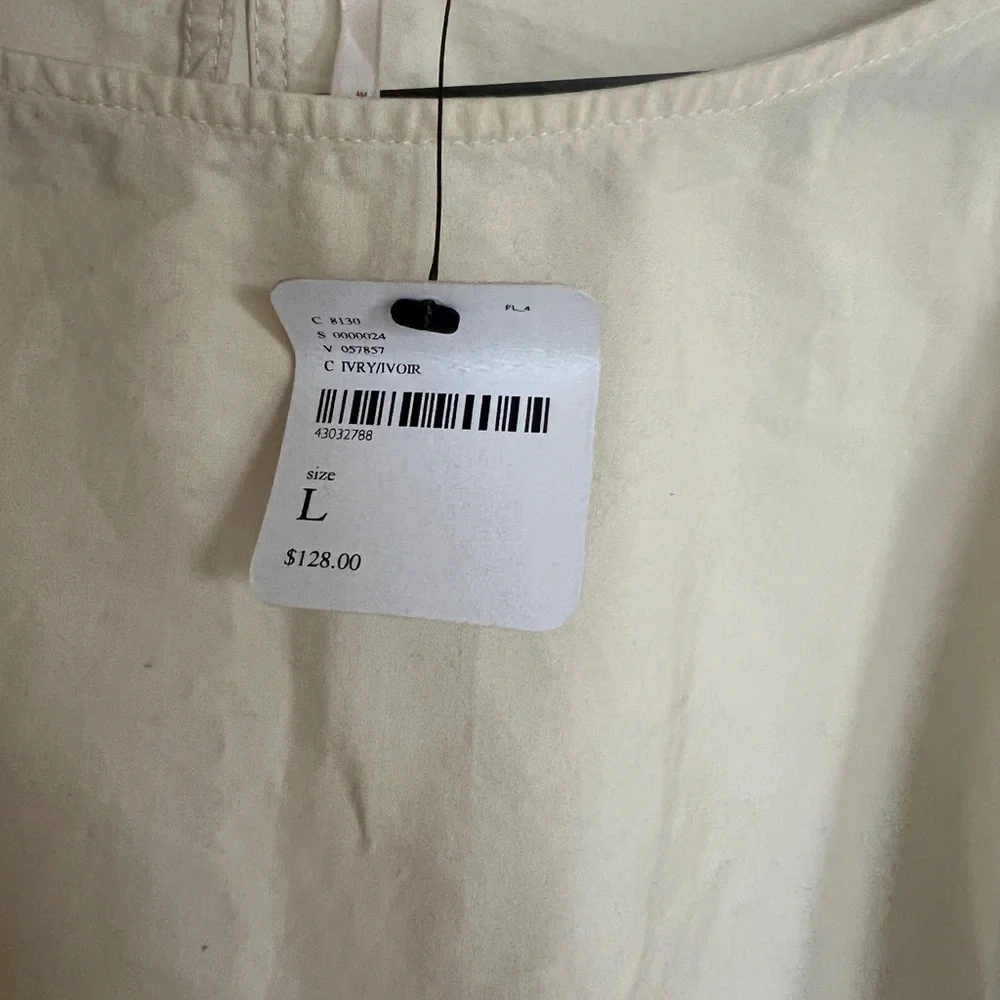 FL_4
C 8130
S 0000024
V 057857
C IVRY/IVOIR
43032788
size
L
$128.00